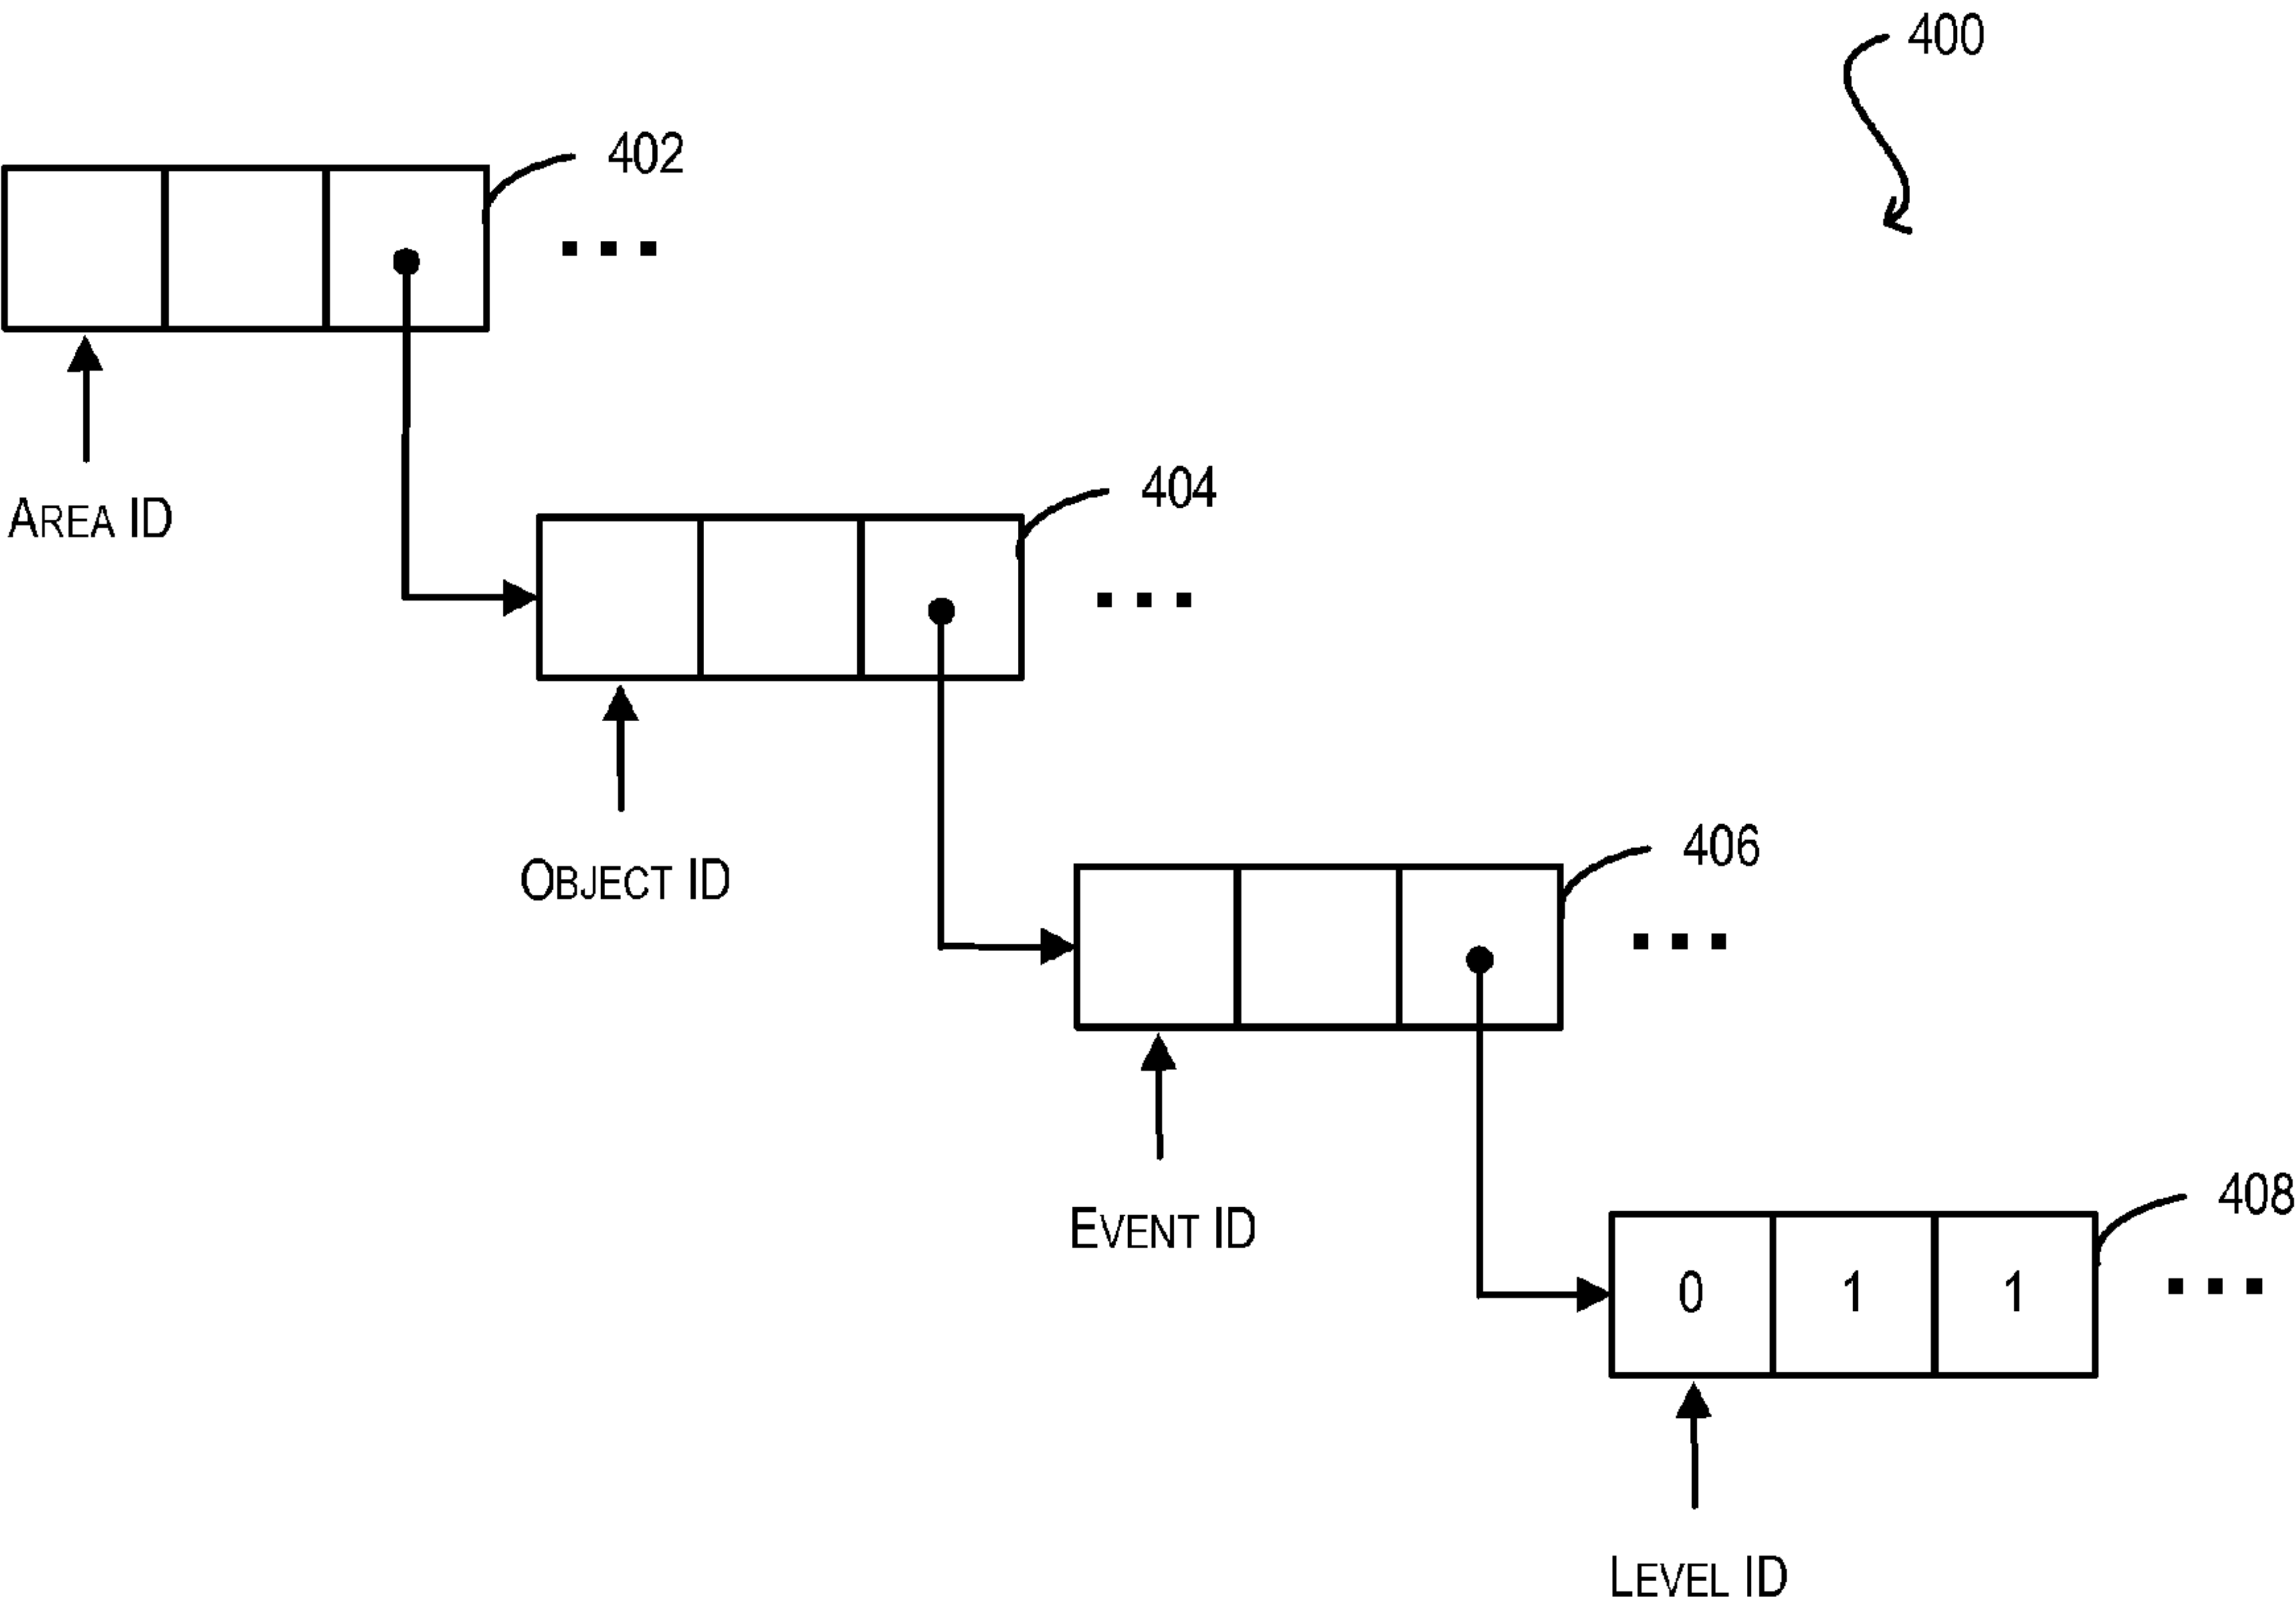 400
402
AREA ID
404
OBJECT ID
406
EVENT ID
408
0 1 1
LEVEL ID